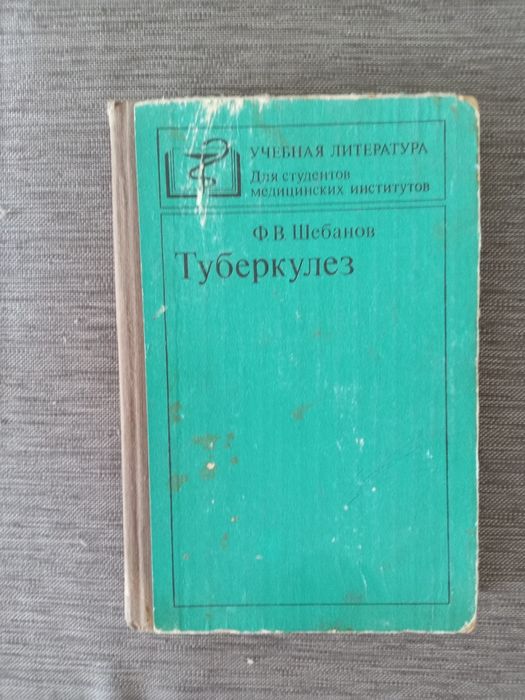 УЧЕБНАЯ ЛИТЕРАТУРА
Для студентов
медицинских институтов
Ф.В. Шебанов
Туберкулез